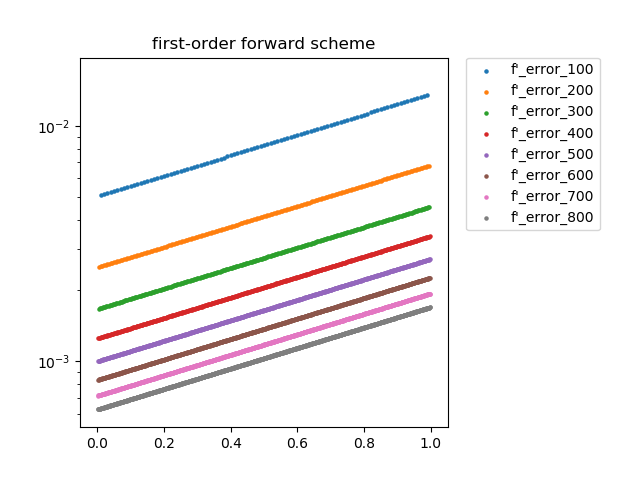 first-order forward scheme
10⁻²
10⁻³
0.0 0.2 0.4 0.6 0.8 1.0
f'_error_100
f'_error_200
f'_error_300
f'_error_400
f'_error_500
f'_error_600
f'_error_700
f'_error_800